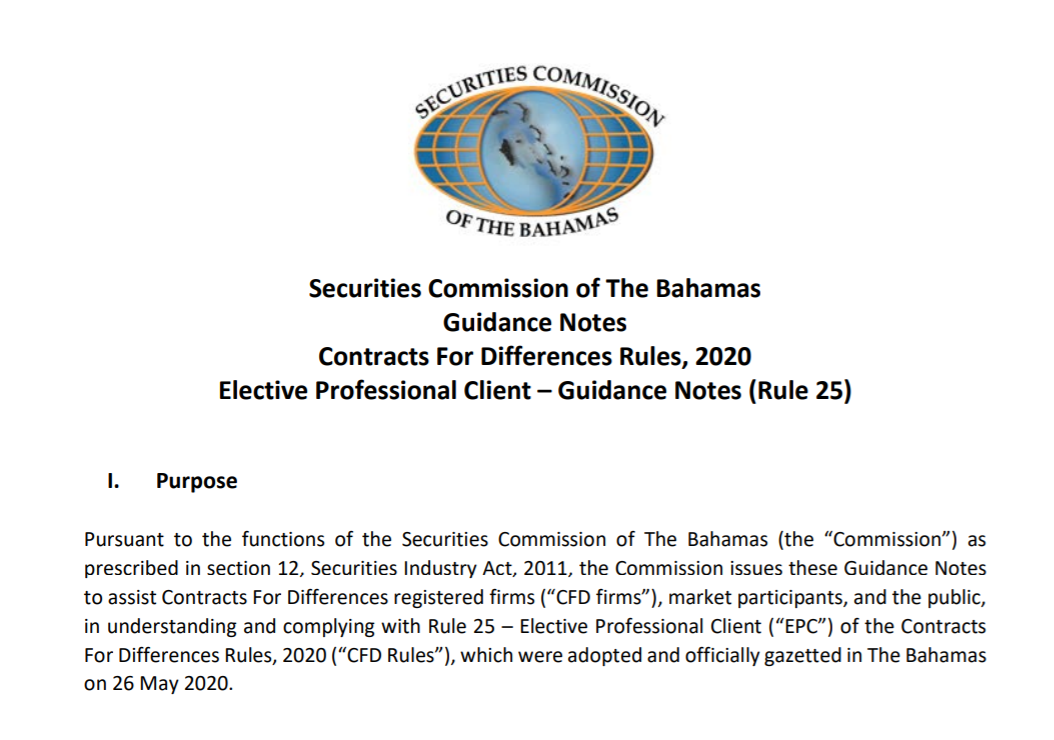 SECURITIES COMMISSION
OF THE BAHAMAS
Securities Commission of The Bahamas
Guidance Notes
Contracts For Differences Rules, 2020
Elective Professional Client – Guidance Notes (Rule 25)
I. Purpose
Pursuant to the functions of the Securities Commission of The Bahamas (the “Commission”) as
prescribed in section 12, Securities Industry Act, 2011, the Commission issues these Guidance Notes
to assist Contracts For Differences registered firms (“CFD firms”), market participants, and the public,
in understanding and complying with Rule 25 – Elective Professional Client (“EPC”) of the Contracts
For Differences Rules, 2020 (“CFD Rules”), which were adopted and officially gazetted in The Bahamas
on 26 May 2020.